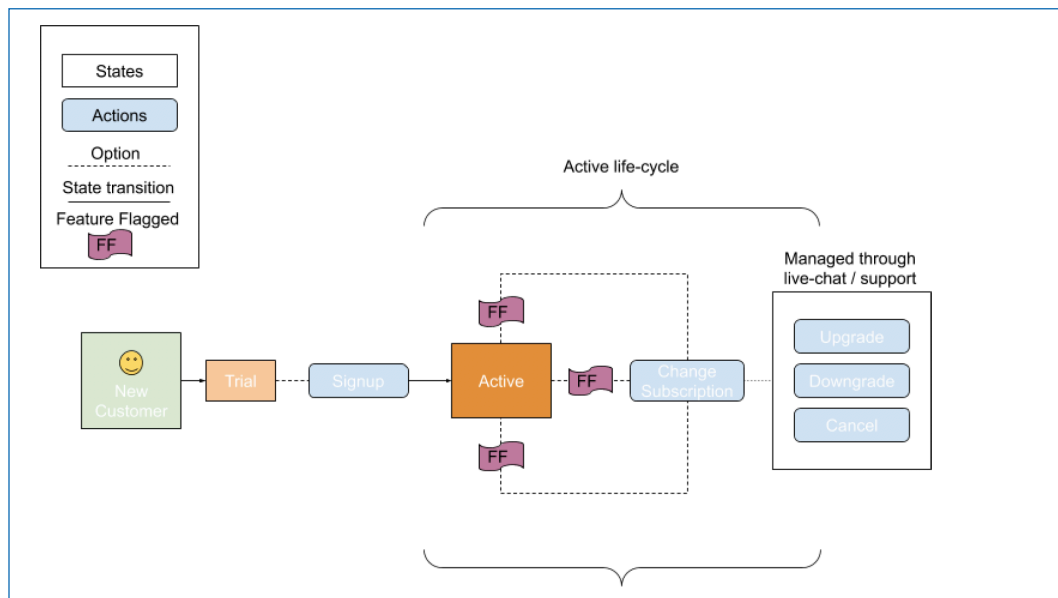 States
Actions
Option
State transition
Feature Flagged
FF
Active life-cycle
Managed through
live-chat / support
FF
New
Customer
Trial
Signup
Active
FF
Change
Subscription
Upgrade
Downgrade
Cancel
FF